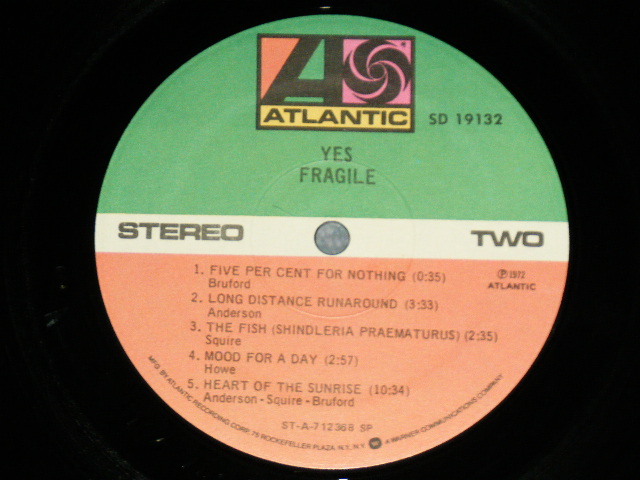 ATLANTIC
SD 19132
YES
FRAGILE
STEREO
TWO
1. FIVE PER CENT FOR NOTHING (0:35)
Bruford
2. LONG DISTANCE RUNAROUND (3:33)
Anderson
3. THE FISH (SHINDLERIA PRAEMATURUS) (2:35)
Squire
4. MOOD FOR A DAY (2:57)
Howe
5. HEART OF THE SUNRISE (10:34)
Anderson-Squire-Bruford
Ⓟ1972
ATLANTIC
ST-A-712368 SP
MFG. BY ATLANTIC RECORDING CORP. 75 ROCKEFELLER PLAZA, N.Y., N.Y. A WARNER COMMUNICATIONS COMPANY